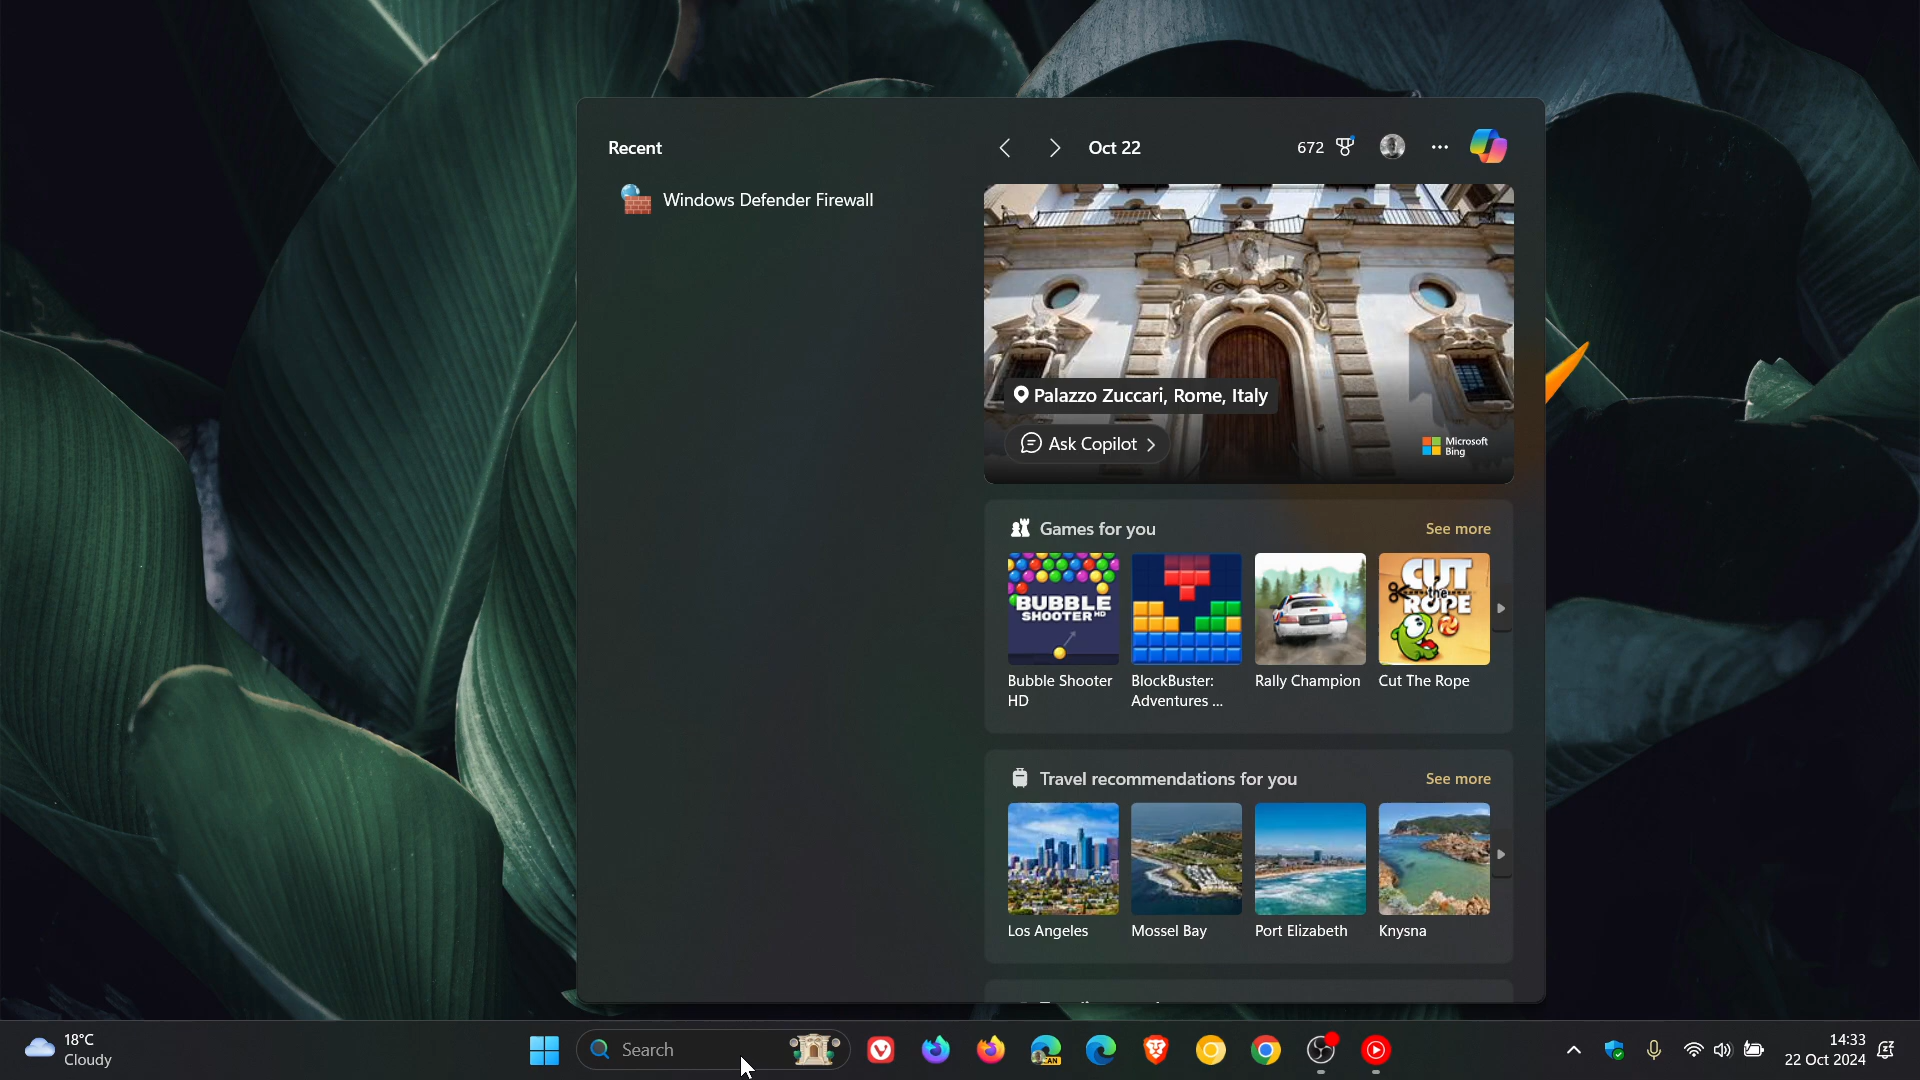 Recent
Windows Defender Firewall
Oct 22
672
Palazzo Zuccari, Rome, Italy
Ask Copilot
Microsoft
Bing
Games for you
See more
BUBBLE
SHOOTER HD
CUT
the
ROPE
Bubble Shooter
HD
BlockBuster:
Adventures ...
Rally Champion
Cut The Rope
Travel recommendations for you
See more
Los Angeles
Mossel Bay
Port Elizabeth
Knysna
18°C
Cloudy
Search
CAN
14:33
22 Oct 2024